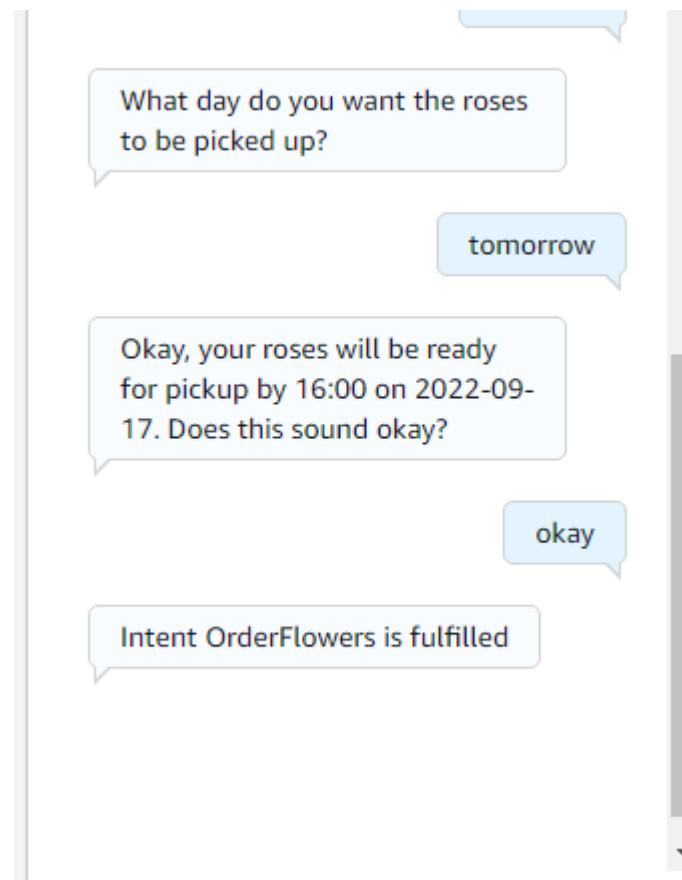 What day do you want the roses
to be picked up?
tomorrow
Okay, your roses will be ready
for pickup by 16:00 on 2022-09-
17. Does this sound okay?
okay
Intent OrderFlowers is fulfilled